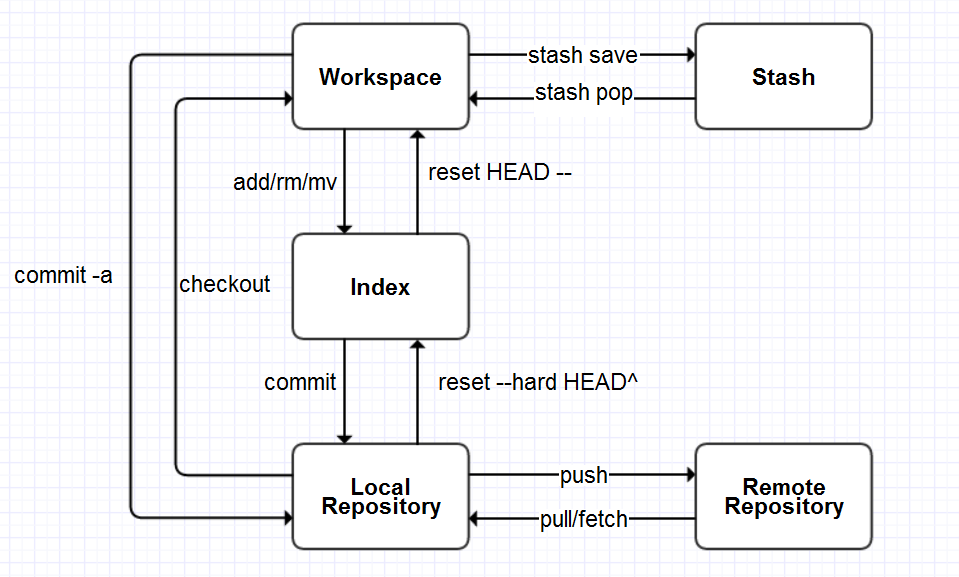 Workspace
stash save
Stash
stash pop
add/rm/mv
reset HEAD --
commit -a
checkout
Index
commit
reset --hard HEAD^
Local
Repository
push
Remote
Repository
pull/fetch